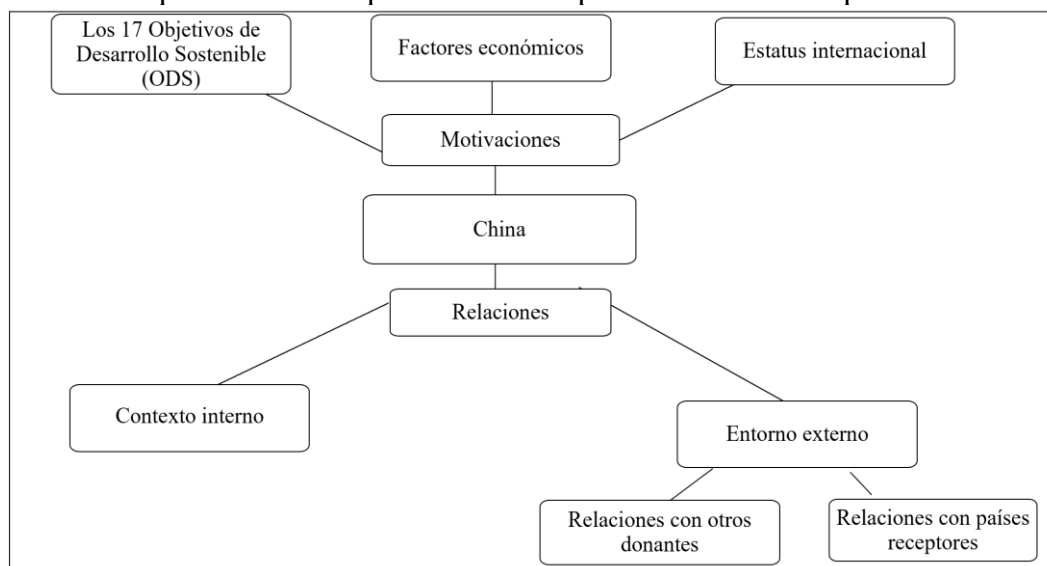 Los 17 Objetivos de
Desarrollo Sostenible
(ODS)
Factores económicos
Estatus internacional
Motivaciones
China
Relaciones
Contexto interno
Entorno externo
Relaciones con otros
donantes
Relaciones con países
receptores